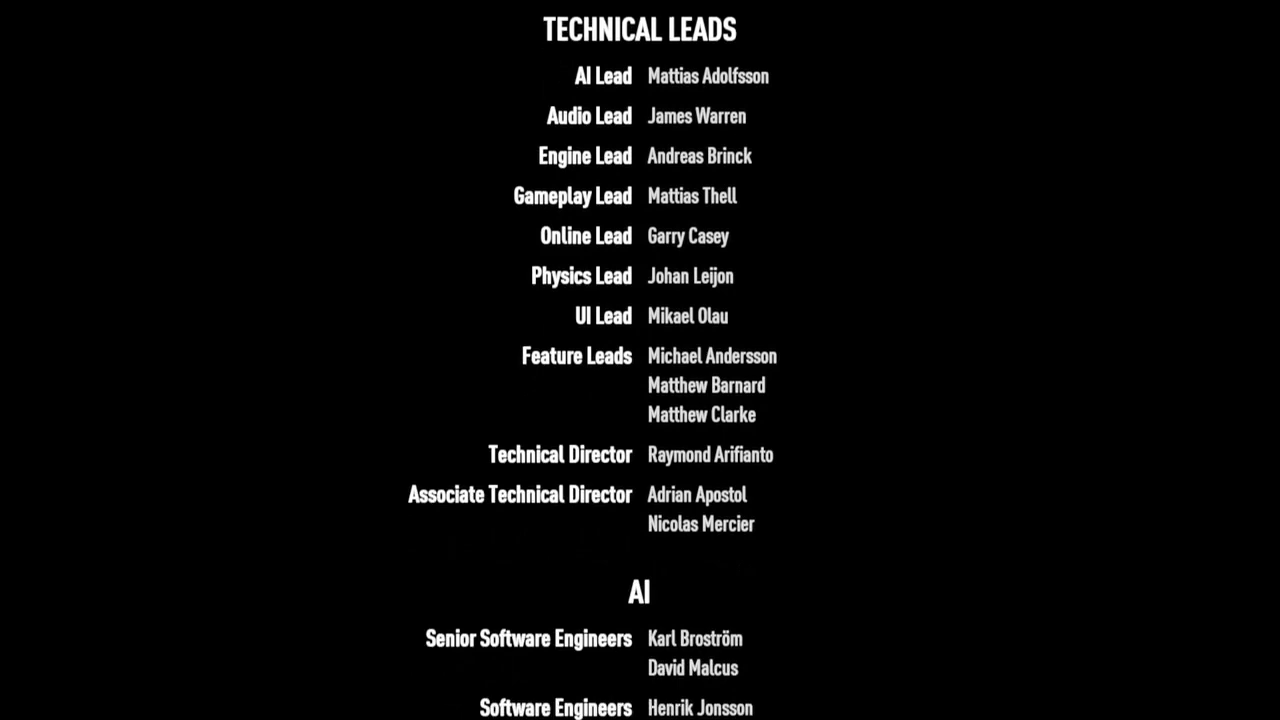 TECHNICAL LEADS
AI Lead Mattias Adolfsson
Audio Lead James Warren
Engine Lead Andreas Brinck
Gameplay Lead Mattias Thell
Online Lead Garry Casey
Physics Lead Johan Leijon
UI Lead Mikael Olau
Feature Leads Michael Andersson
Matthew Barnard
Matthew Clarke
Technical Director Raymond Arifianto
Associate Technical Director Adrian Apostol
Nicolas Mercier
AI
Senior Software Engineers Karl Broström
David Malcus
Software Engineers Henrik Jonsson